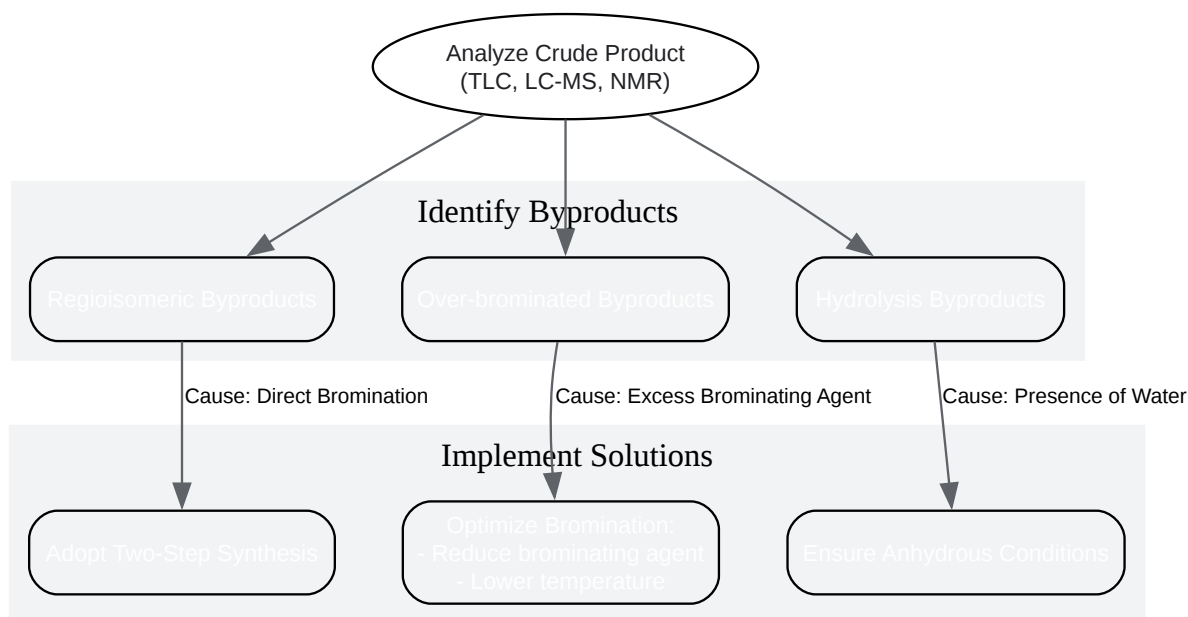 Analyze Crude Product
(TLC, LC-MS, NMR)
Identify Byproducts
Regioisomeric Byproducts
Over-brominated Byproducts
Hydrolysis Byproducts
Cause: Direct Bromination
Cause: Excess Brominating Agent
Cause: Presence of Water
Implement Solutions
Adopt Two-Step Synthesis
Optimize Bromination:
- Reduce brominating agent
- Lower temperature
Ensure Anhydrous Conditions